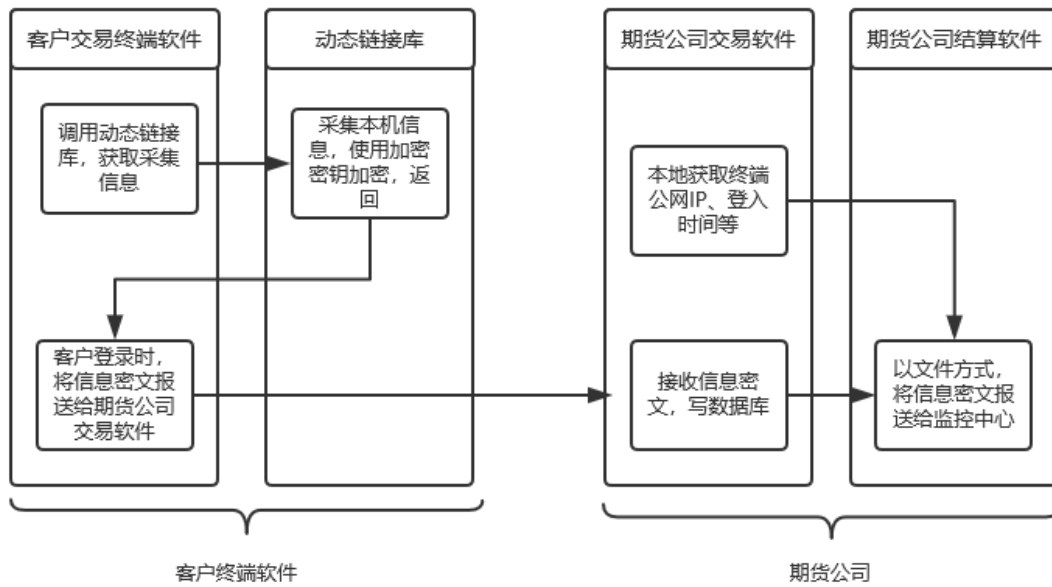 客户交易终端软件
动态链接库
期货公司交易软件
期货公司结算软件
调用动态链接
库，获取采集
信息
采集本机信
息，使用加密
密钥加密，返
回
本地获取终端
公网IP、登入
时间等
客户登录时，
将信息密文报
送给期货公司
交易软件
接收信息密
文，写数据库
以文件方式，
将信息密文报
送给监控中心
客户终端软件
期货公司